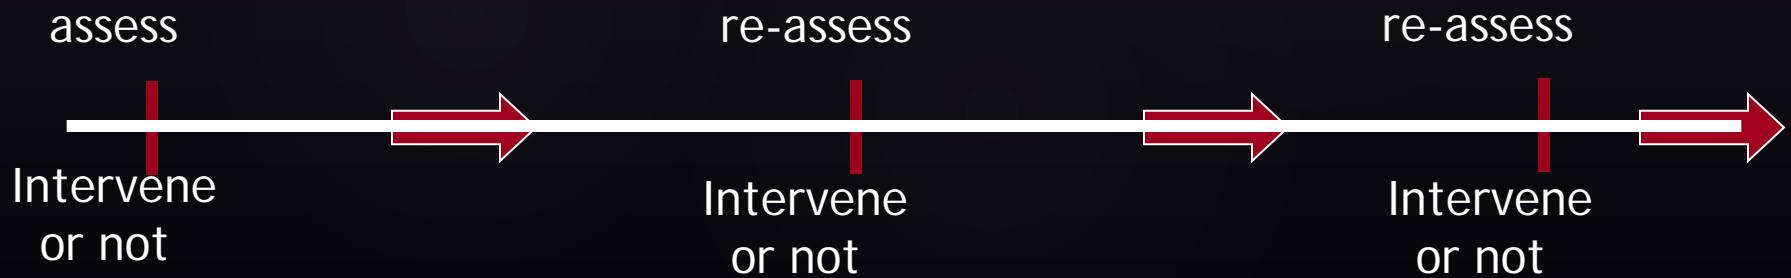 assess
re-assess
re-assess
Intervene
or not
Intervene
or not
Intervene
or not